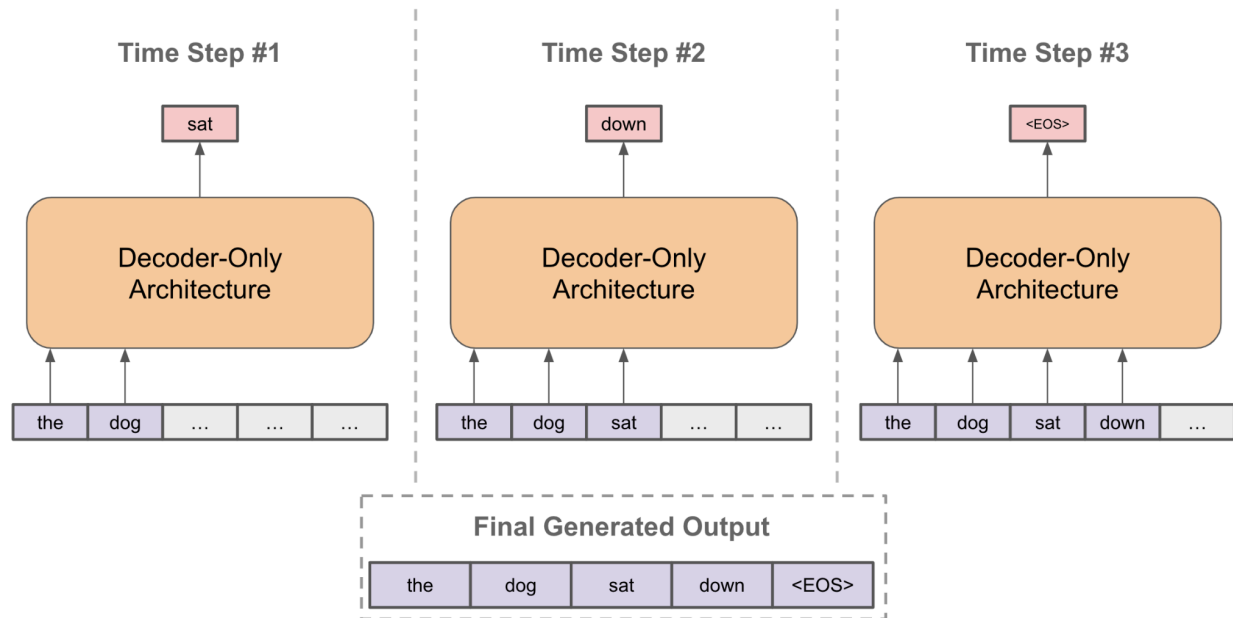 Time Step #1
sat
Decoder-Only
Architecture
the dog ... ... ...
Time Step #2
down
Decoder-Only
Architecture
the dog sat ... ...
Time Step #3
<EOS>
Decoder-Only
Architecture
the dog sat down ...
Final Generated Output
the dog sat down <EOS>